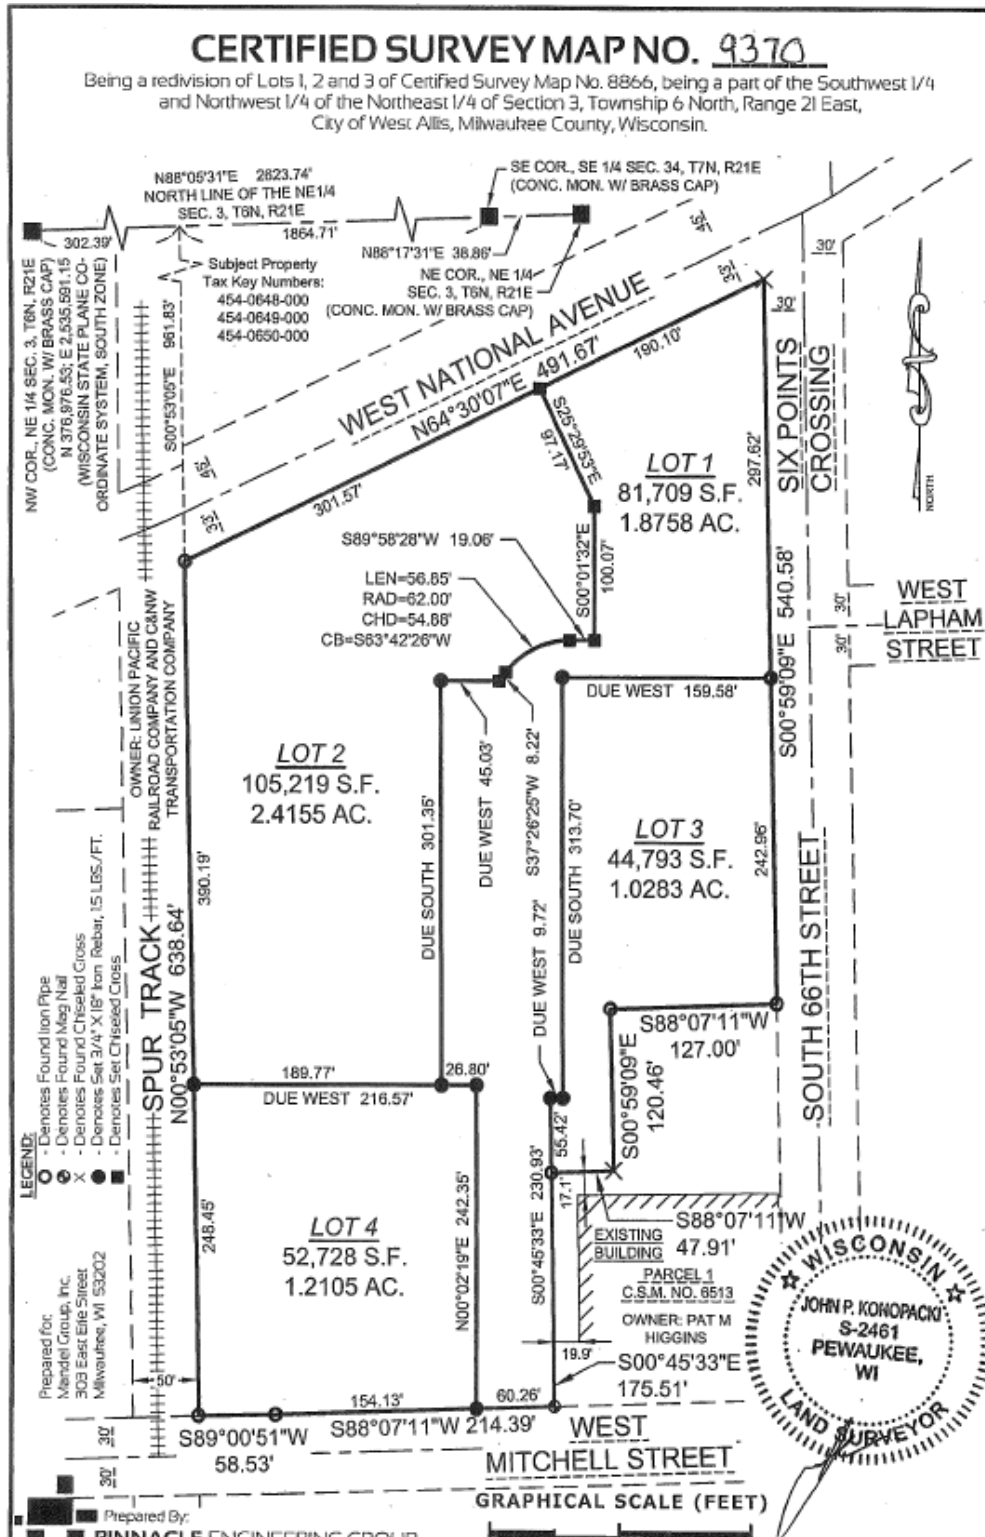 CERTIFIED SURVEY MAP NO. 9370
Being a redivision of Lots 1, 2 and 3 of Certified Survey Map No. 8866, being a part of the Southwest 1/4
and Northwest 1/4 of the Northeast 1/4 of Section 3, Township 6 North, Range 21 East,
City of West Allis, Milwaukee County, Wisconsin.
N88°05'31"E 2623.74'
NORTH LINE OF THE NE1/4
SEC. 3, T6N, R21E
302.39'
1864.71'
SE COR., SE 1/4 SEC. 34, T7N, R21E
(CONC. MON. W/ BRASS CAP)
N88°17'31"E 38.86'
NE COR., NE 1/4
SEC. 3, T6N, R21E
(CONC. MON. W/ BRASS CAP)
Subject Property
Tax Key Numbers:
454-0648-000
454-0649-000
454-0650-000
NW COR., NE 1/4 SEC. 3, T6N, R21E
(CONC. MON. W/ BRASS CAP)
N 376,976.53; E 2,535,591.15
(WISCONSIN STATE PLANE CO-
ORDINATE SYSTEM, SOUTH ZONE)
S00°53'05"E 961.83'
45'
45'
33'
33'
30'
30'
WEST NATIONAL AVENUE
N64°30'07"E 491.67'
190.10'
301.57'
S25°29'53"E
97.17'
SIX POINTS
CROSSING
297.62'
NORTH
LOT 1
81,709 S.F.
1.8758 AC.
S89°58'28"W 19.06'
S00°01'32"E
100.07'
LEN=56.85'
RAD=62.00'
CHD=54.88'
CB=S63°42'26"W
S00°59'09"E 540.58'
30'
30'
WEST
LAPHAM
STREET
OWNER: UNION PACIFIC
RAILROAD COMPANY AND C&NW
TRANSPORTATION COMPANY
DUE WEST 159.58'
LOT 2
105,219 S.F.
2.4155 AC.
DUE SOUTH 301.35'
DUE WEST 45.03'
S37°26'25"W 8.22'
DUE WEST 9.72'
DUE SOUTH 313.70'
LOT 3
44,793 S.F.
1.0283 AC.
242.96'
SOUTH 66TH STREET
390.19'
N00°53'05"W 638.64'
SPUR TRACK
S88°07'11"W
127.00'
S00°59'09"E
120.46'
189.77'
26.80'
DUE WEST 216.57'
LEGEND:
- Denotes Found Iron Pipe
- Denotes Found Mag Nail
- Denotes Found Chiseled Cross
- Denotes Set 3/4" X 18" Iron Rebar, 1.5 LBS./FT.
- Denotes Set Chiseled Cross
248.45'
LOT 4
52,728 S.F.
1.2105 AC.
N00°02'19"E 242.35'
55.42'
S00°45'33"E 230.93'
17.1'
S88°07'11"W
47.91'
EXISTING
BUILDING
PARCEL 1
C.S.M. NO. 6513
OWNER: PAT M
HIGGINS
19.9'
S00°45'33"E
175.51'
Prepared for:
Mandel Group, Inc.
303 East Erie Street
Milwaukee, WI 53202
50'
154.13'
60.26'
S89°00'51"W
58.53'
S88°07'11"W 214.39'
30'
30'
WEST
MITCHELL STREET
WISCONSIN
JOHN P. KONOPACKI
S-2461
PEWAUKEE,
WI
LAND SURVEYOR
GRAPHICAL SCALE (FEET)
Prepared By:
PINNACLE ENGINEERING GROUP